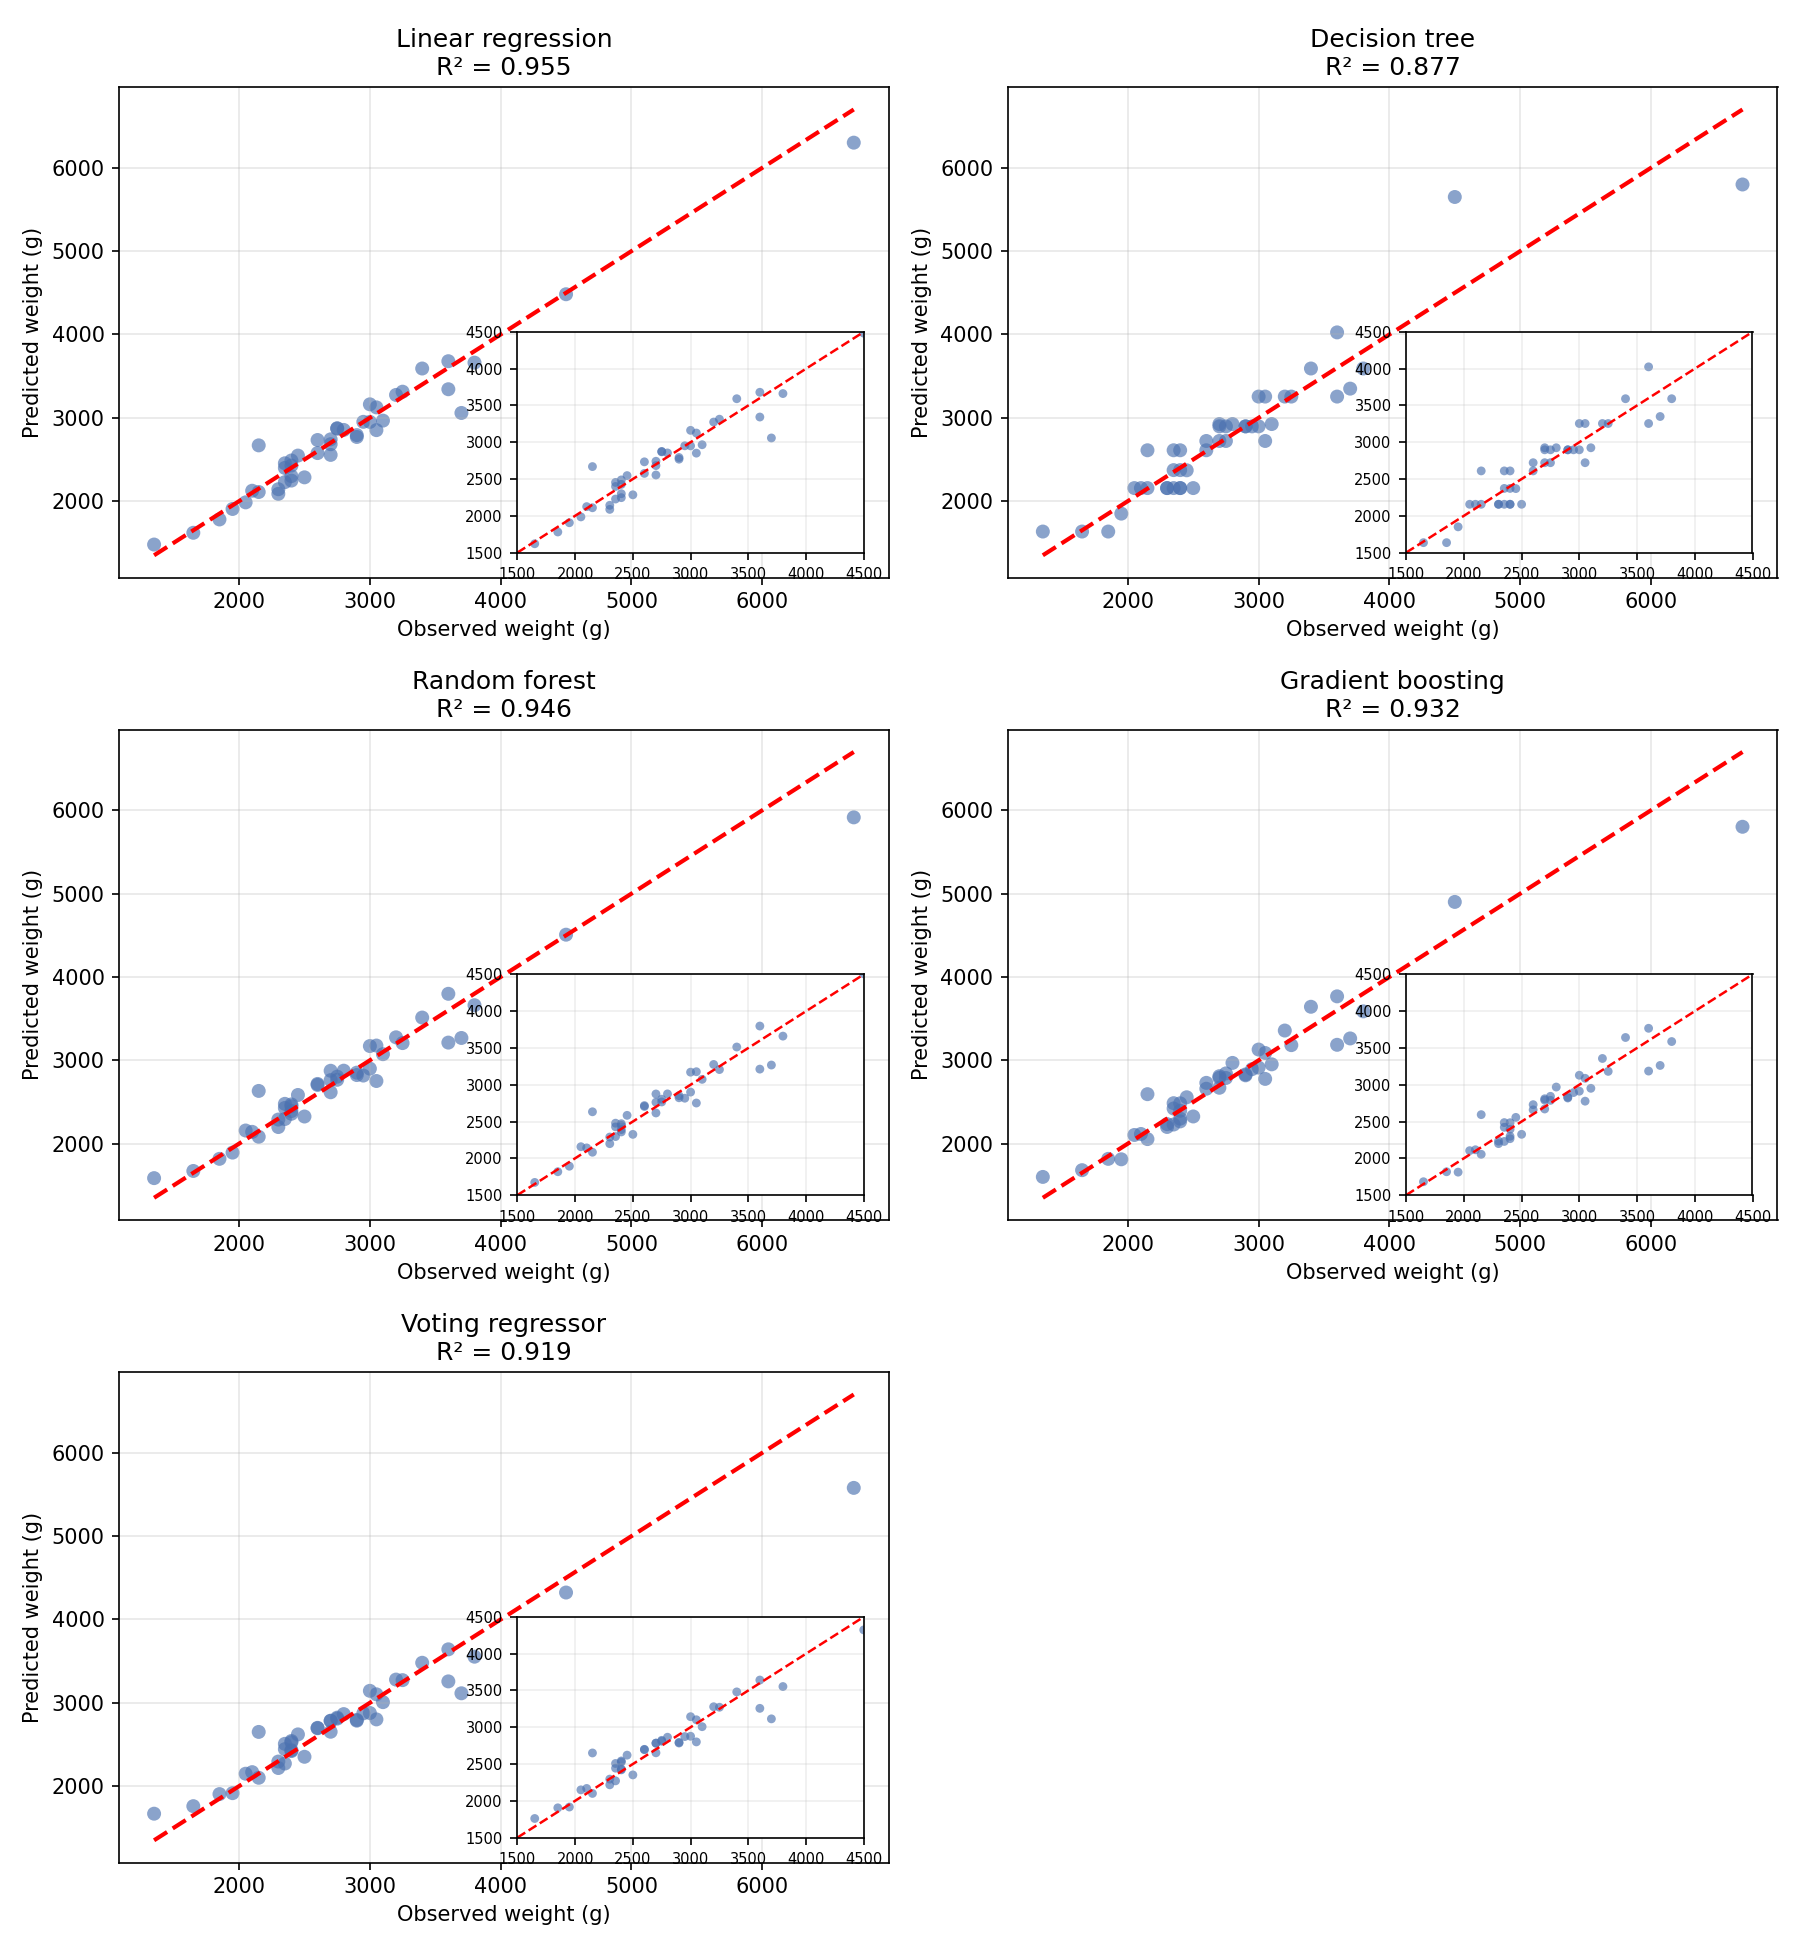 Linear regression
R² = 0.955
Predicted weight (g)
6000
5000
4000
3000
2000
4500
4000
3500
3000
2500
2000
1500
1500 2000 2500 3000 3500 4000 4500
2000 3000 4000 5000 6000
Observed weight (g)
Decision tree
R² = 0.877
Predicted weight (g)
6000
5000
4000
3000
2000
4500
4000
3500
3000
2500
2000
1500
1500 2000 2500 3000 3500 4000 4500
2000 3000 4000 5000 6000
Observed weight (g)
Random forest
R² = 0.946
Predicted weight (g)
6000
5000
4000
3000
2000
4500
4000
3500
3000
2500
2000
1500
1500 2000 2500 3000 3500 4000 4500
2000 3000 4000 5000 6000
Observed weight (g)
Gradient boosting
R² = 0.932
Predicted weight (g)
6000
5000
4000
3000
2000
4500
4000
3500
3000
2500
2000
1500
1500 2000 2500 3000 3500 4000 4500
2000 3000 4000 5000 6000
Observed weight (g)
Voting regressor
R² = 0.919
Predicted weight (g)
6000
5000
4000
3000
2000
4500
4000
3500
3000
2500
2000
1500
1500 2000 2500 3000 3500 4000 4500
2000 3000 4000 5000 6000
Observed weight (g)